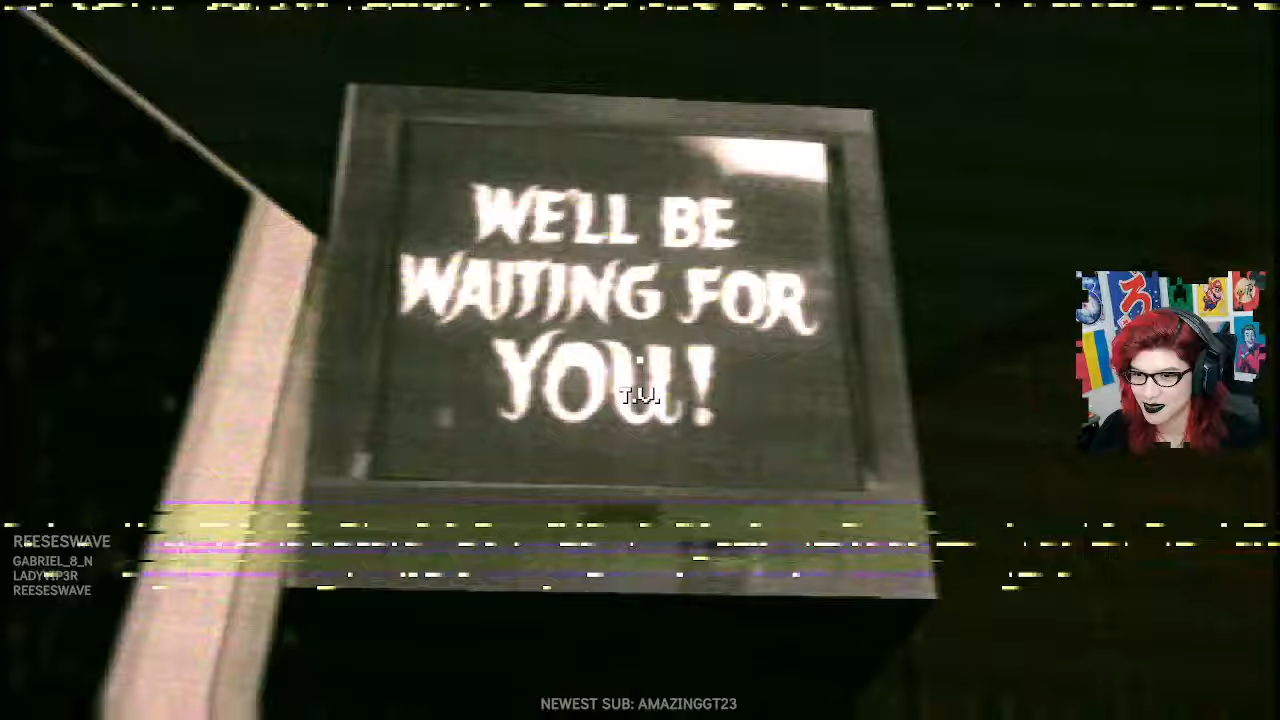 WE'LL BE
WAITING FOR
YOU!
T.V.
REESESWAVE
GABRIEL_8_N
REESESWAVE
NEWEST SUB: AMAZINGGT23